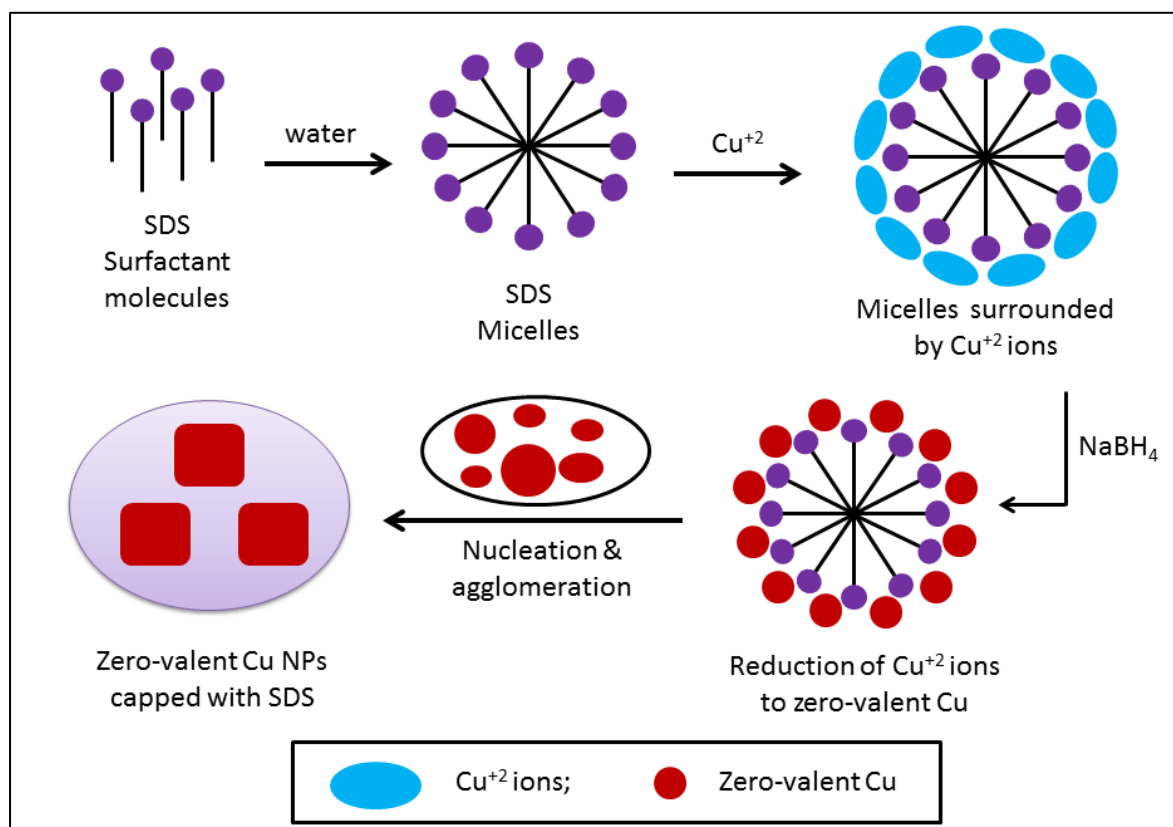 water
Cu⁺²
SDS
Surfactant
molecules
SDS
Micelles
Micelles surrounded
by Cu⁺² ions
NaBH₄
Nucleation &
agglomeration
Zero-valent Cu NPs
capped with SDS
Reduction of Cu⁺² ions
to zero-valent Cu
Cu⁺² ions;
Zero-valent Cu